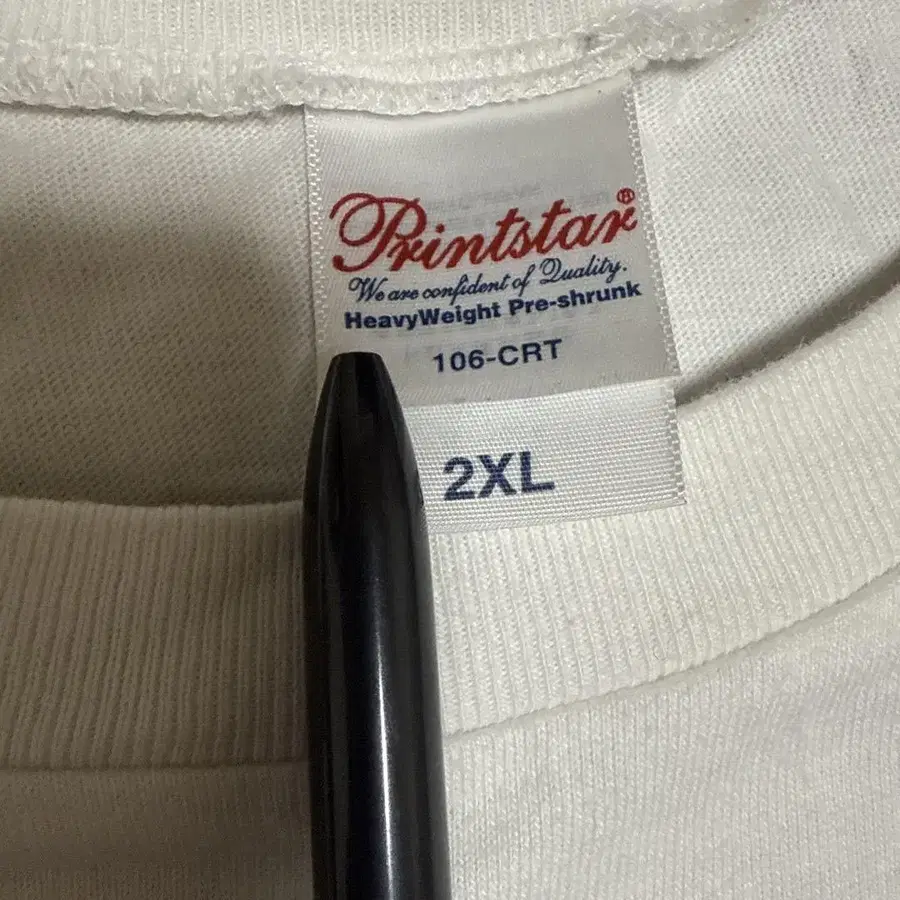 Printstar®
We are confident of Quality.
HeavyWeight Pre-shrunk
106-CRT
2XL